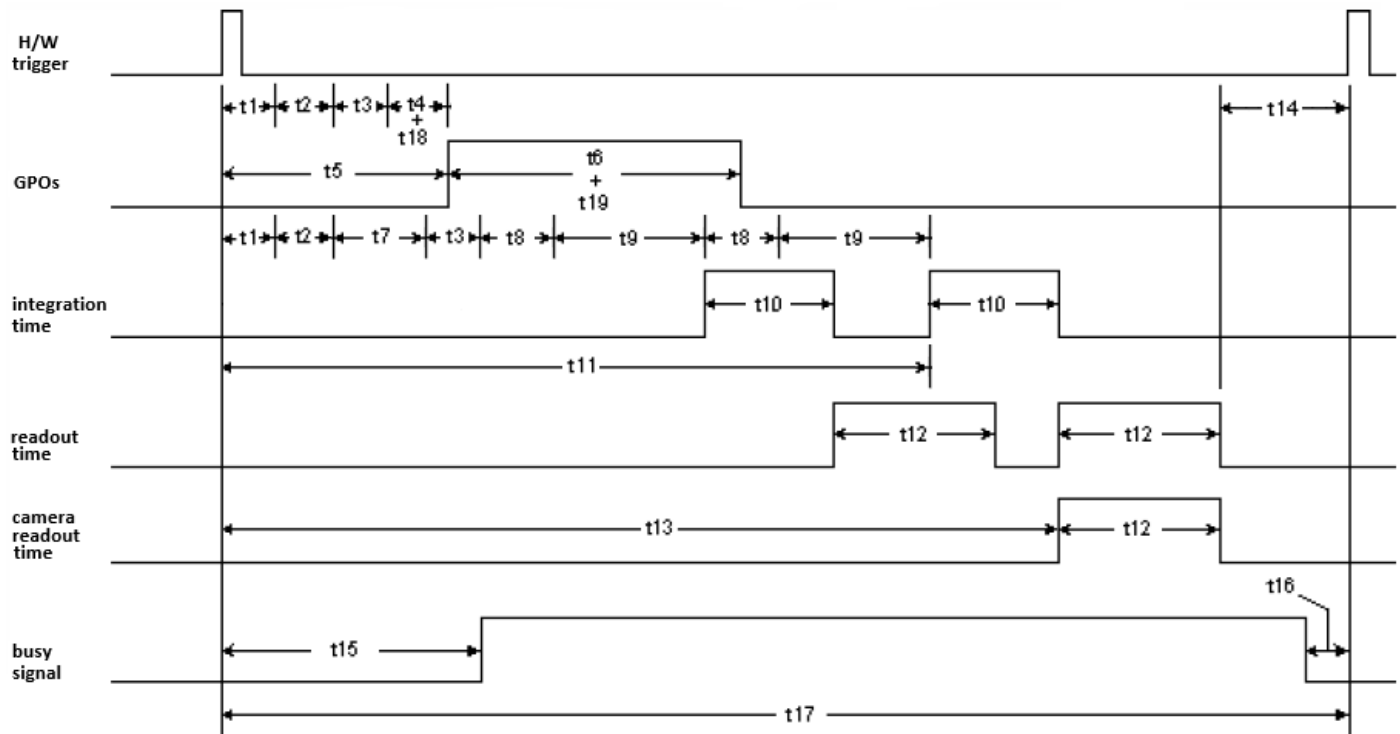 H/W
trigger
t1 t2 t3 t4
+
t18
t14
GPOs
t5
t6
+
t19
t1 t2 t7 t3 t8 t9 t8 t9
integration
time
t10 t10
t11
readout
time
t12 t12
camera
readout
time
t13 t12
t16
busy
signal
t15
t17